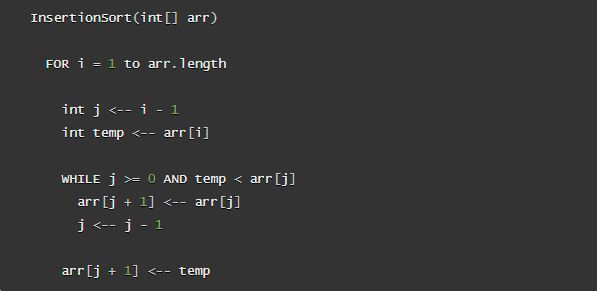 InsertionSort(int[] arr)
FOR i = 1 to arr.length
int j <-- i - 1
int temp <-- arr[i]
WHILE j >= 0 AND temp < arr[j]
arr[j + 1] <-- arr[j]
j <-- j - 1
arr[j + 1] <-- temp